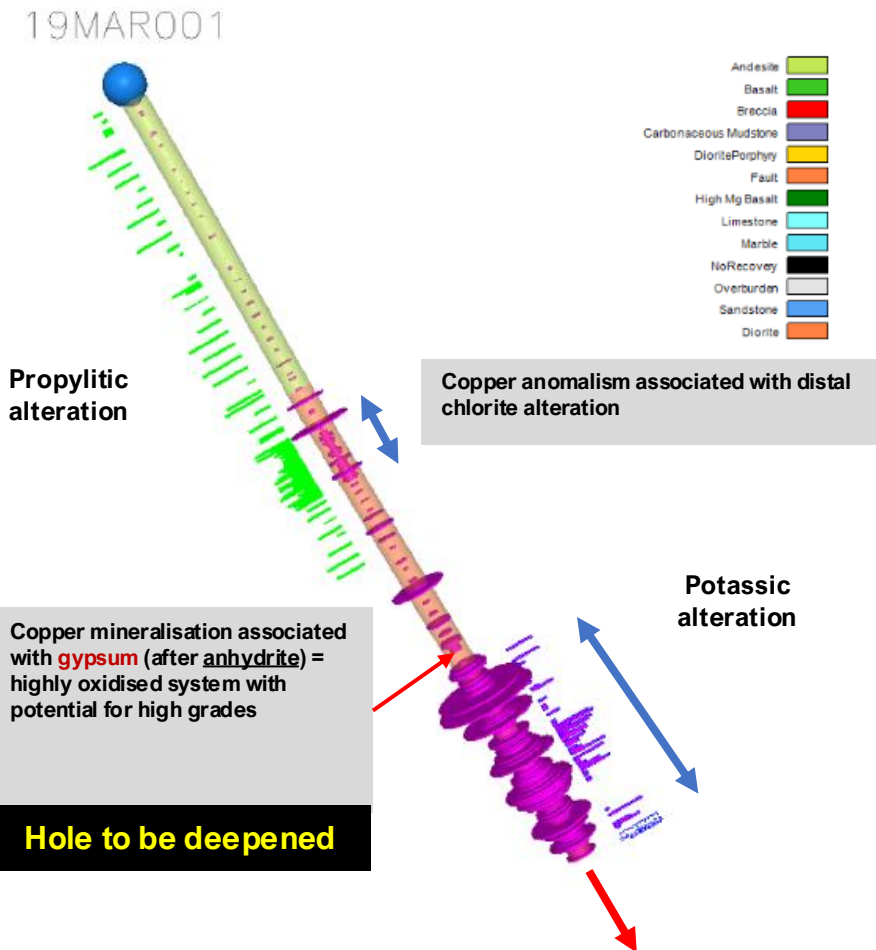 19MAR001
Andesite
Basalt
Breccia
Carbonaceous Mudstone
DioritePorphyry
Fault
High Mg Basalt
Limestone
Marble
NoRecovery
Overburden
Sandstone
Diorite
Propylitic
alteration
Copper anomalism associated with distal
chlorite alteration
Potassic
alteration
Copper mineralisation associated
with gypsum (after anhydrite) =
highly oxidised system with
potential for high grades
Hole to be deepened